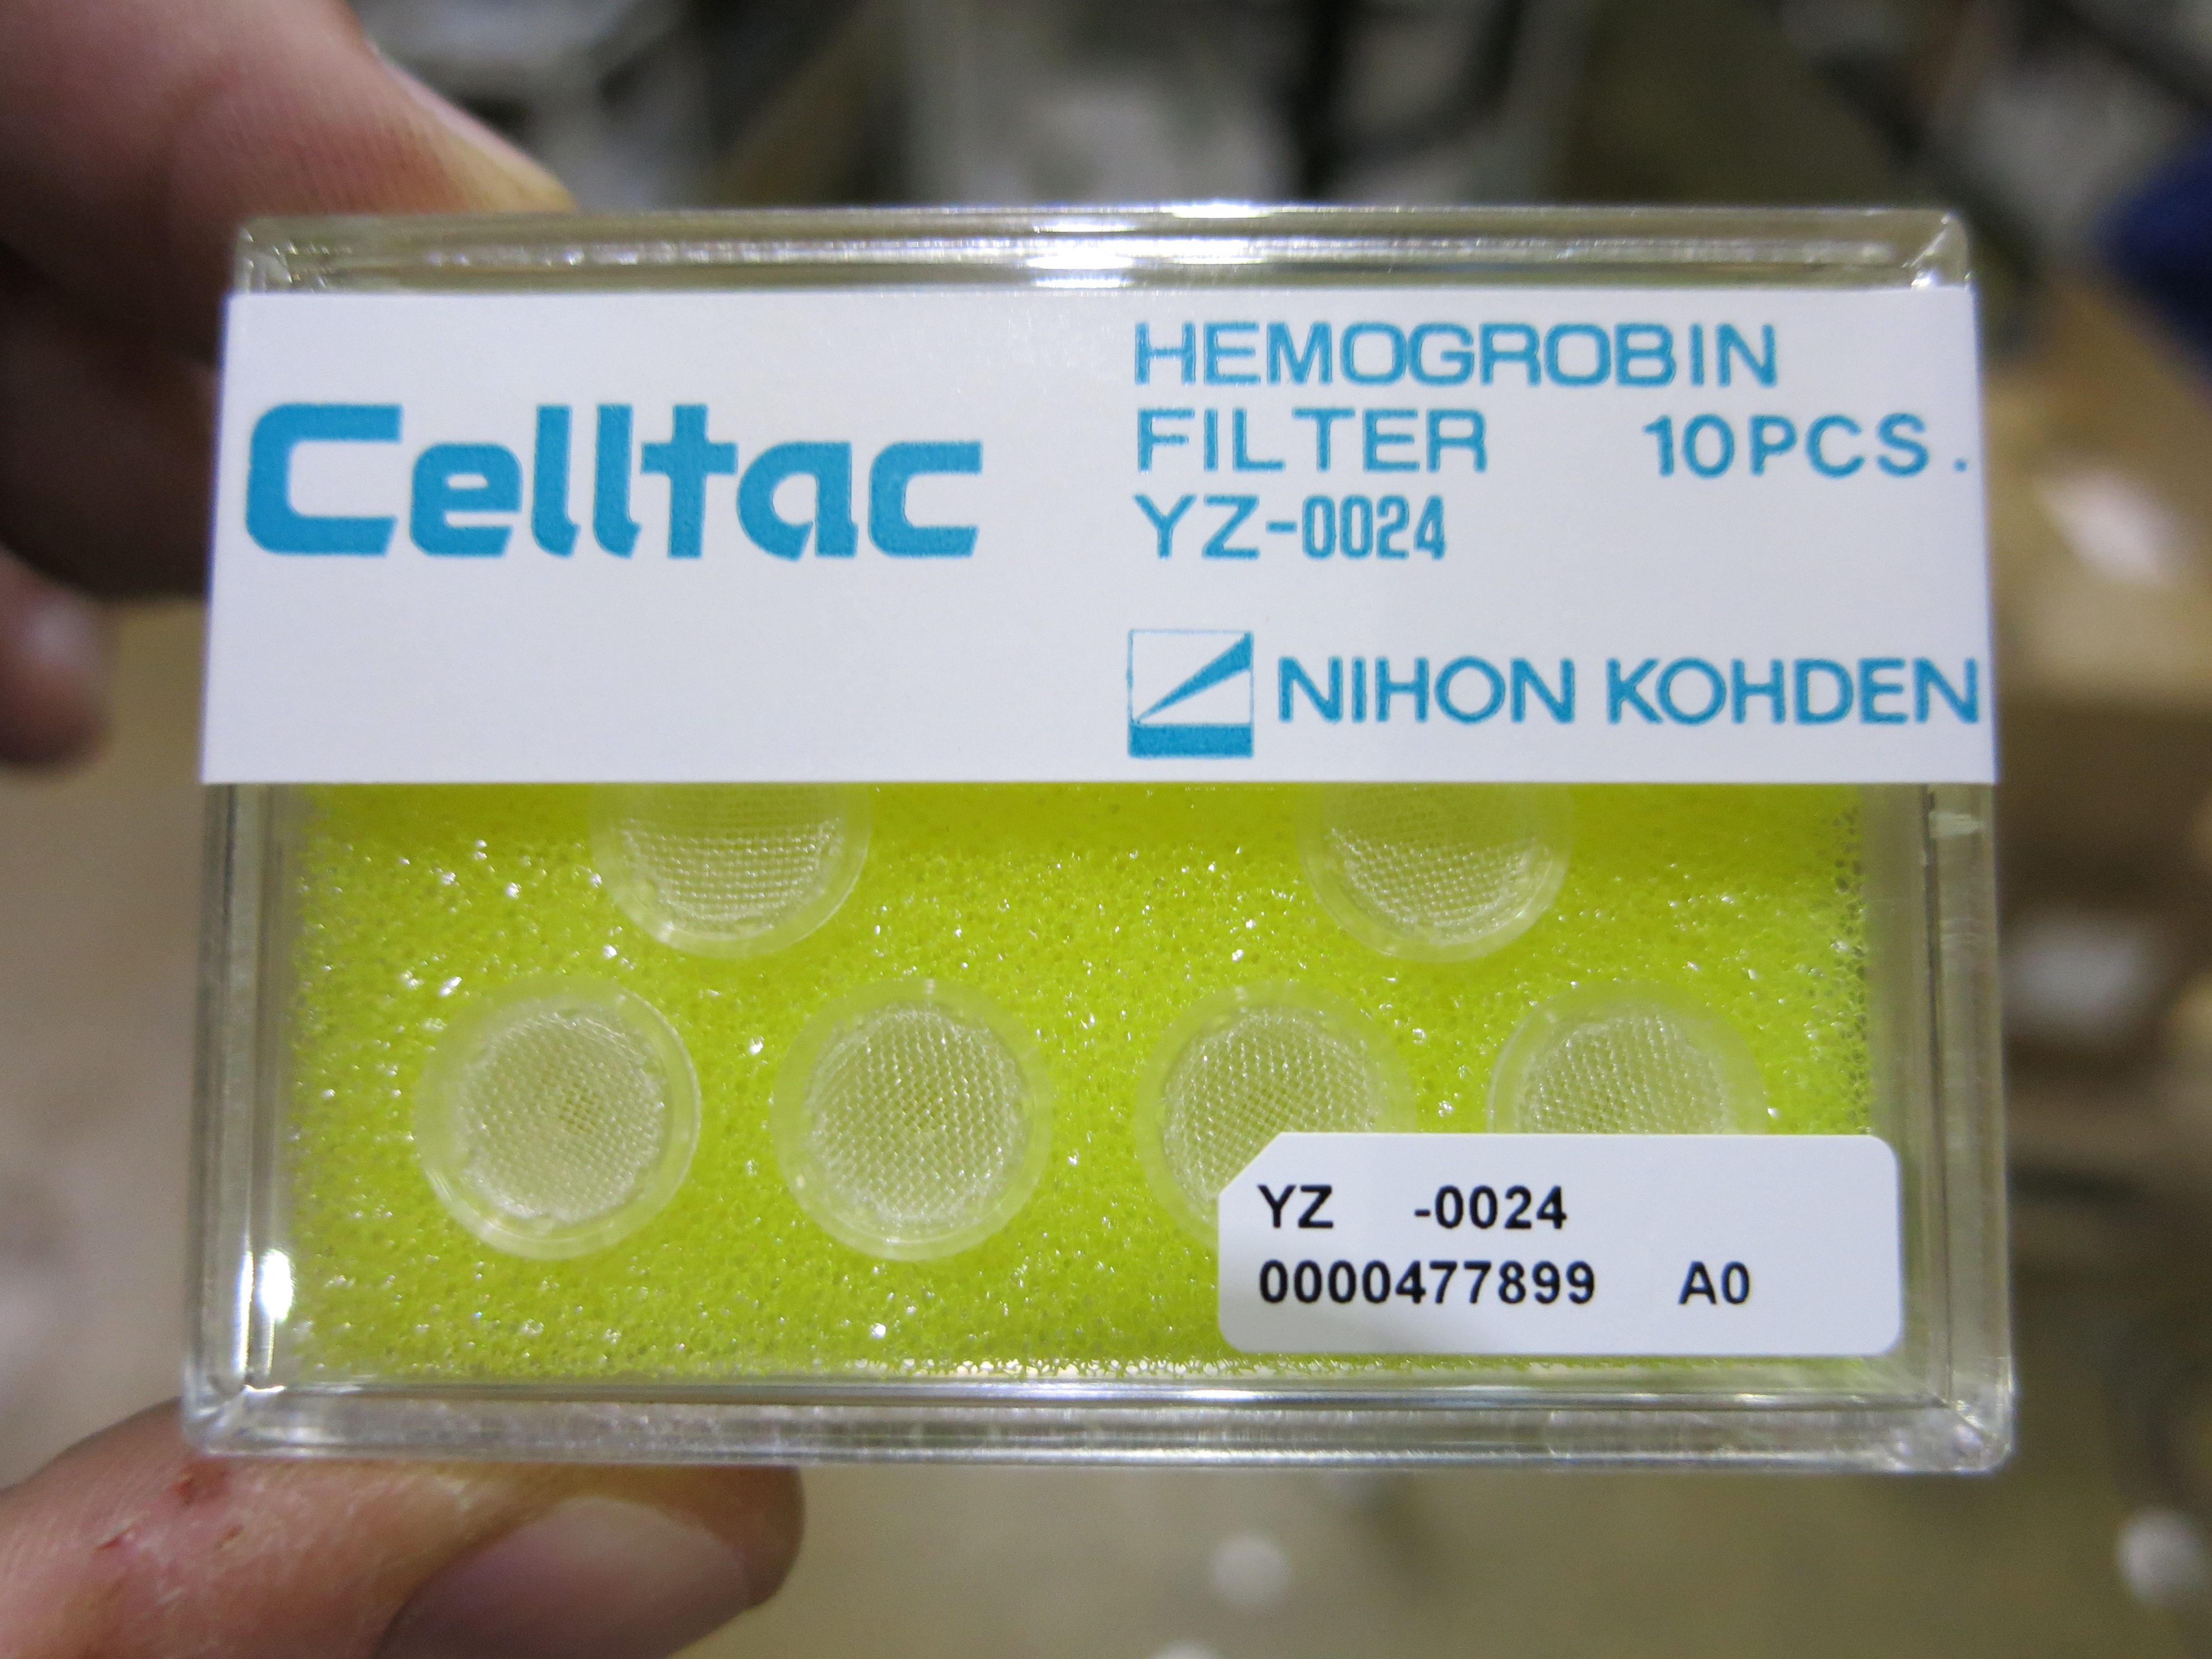 Celltac
HEMOGROBIN
FILTER 10PCS.
YZ-0024
NIHON KOHDEN
YZ -0024
0000477899 A0